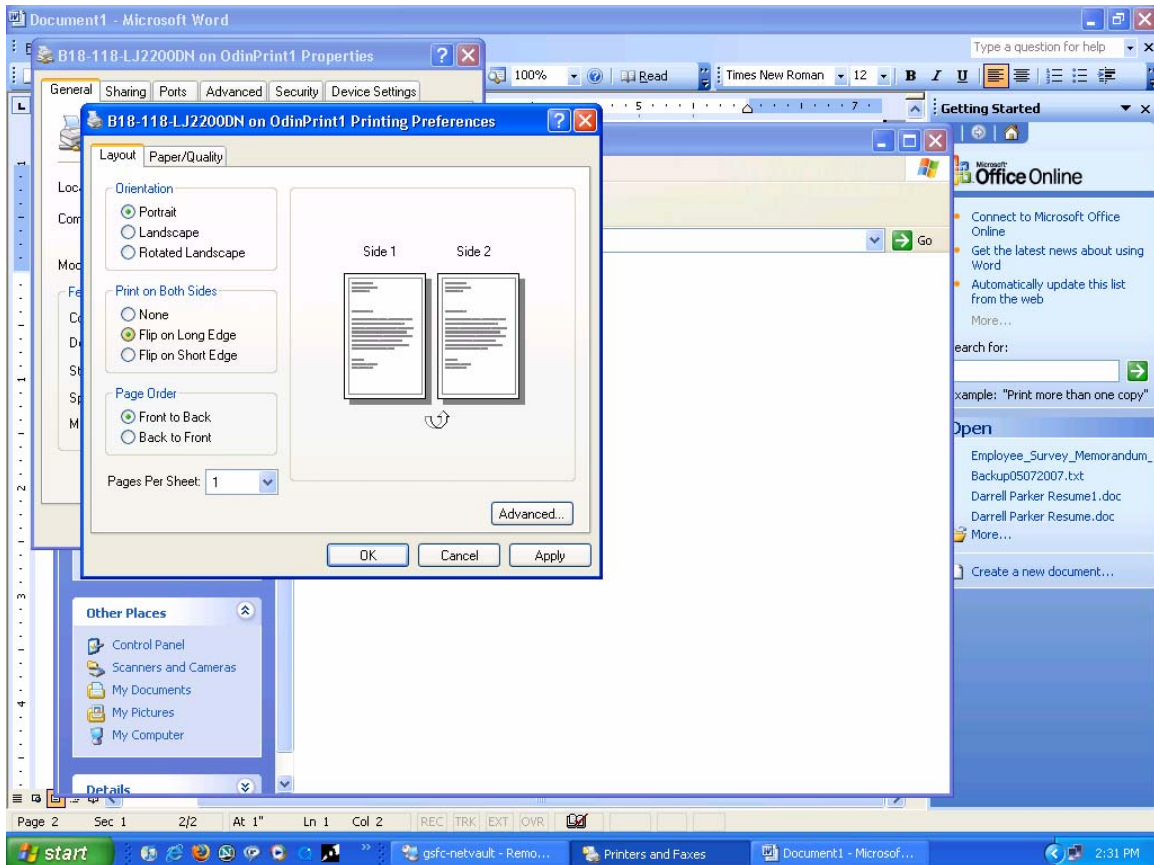 Document1 - Microsoft Word
Type a question for help
B18-118-LJ2200DN on OdinPrint1 Properties
100%
Read
Times New Roman
12
B I U
General Sharing Ports Advanced Security Device Settings
5 7
Getting Started
B18-118-LJ2200DN on OdinPrint1 Printing Preferences
Layout Paper/Quality
Microsoft
Office Online
Orientation
Portrait
Landscape
Rotated Landscape
Side 1 Side 2
Go
Connect to Microsoft Office
Online
Get the latest news about using
Word
Automatically update this list
from the web
More...
Print on Both Sides
None
Flip on Long Edge
Flip on Short Edge
earch for:
xample: "Print more than one copy"
Page Order
Front to Back
Back to Front
Pages Per Sheet: 1
Advanced...
OK Cancel Apply
Open
Employee_Survey_Memorandum_
Backup05072007.txt
Darrell Parker Resume1.doc
Darrell Parker Resume.doc
More...
Create a new document...
Other Places
Control Panel
Scanners and Cameras
My Documents
My Pictures
My Computer
Details
Page 2 Sec 1 2/2 At 1" Ln 1 Col 2 REC TRK EXT OVR
start
gsfc-netvault - Remo...
Printers and Faxes
Document1 - Microsof...
2:31 PM